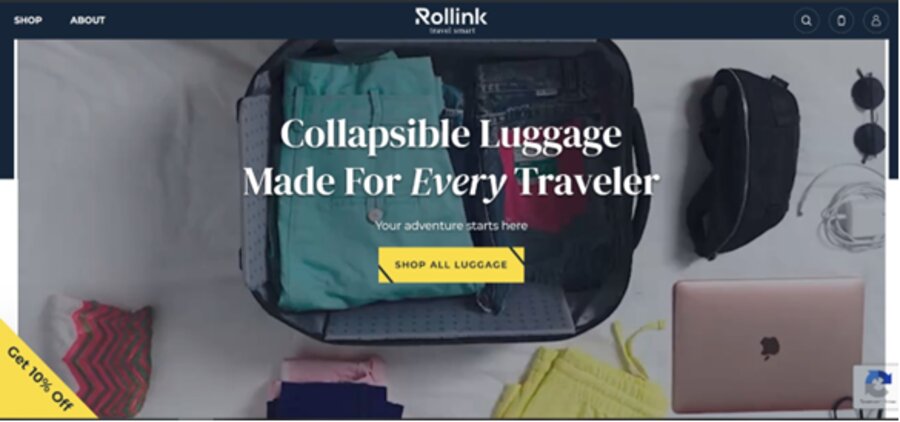 SHOP ABOUT
Rollink
travel smart
Collapsible Luggage
Made For Every Traveler
Your adventure starts here
SHOP ALL LUGGAGE
Get 10% Off